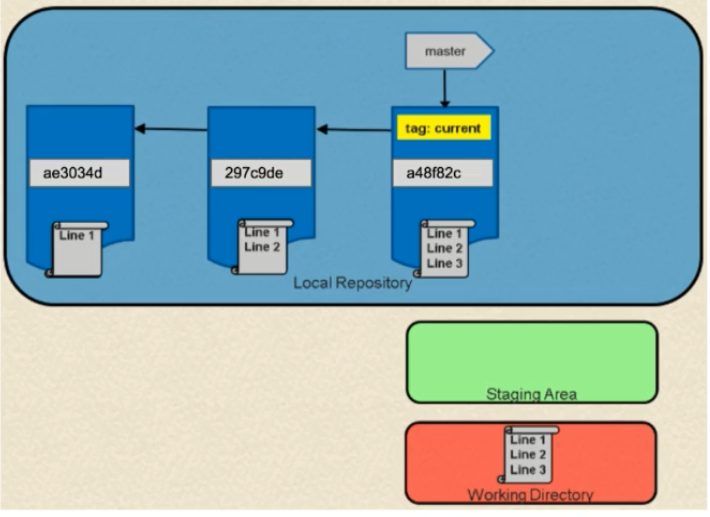 master
tag: current
ae3034d
297c9de
a48f82c
Line 1
Line 1
Line 2
Line 1
Line 2
Line 3
Local Repository
Staging Area
Line 1
Line 2
Line 3
Working Directory